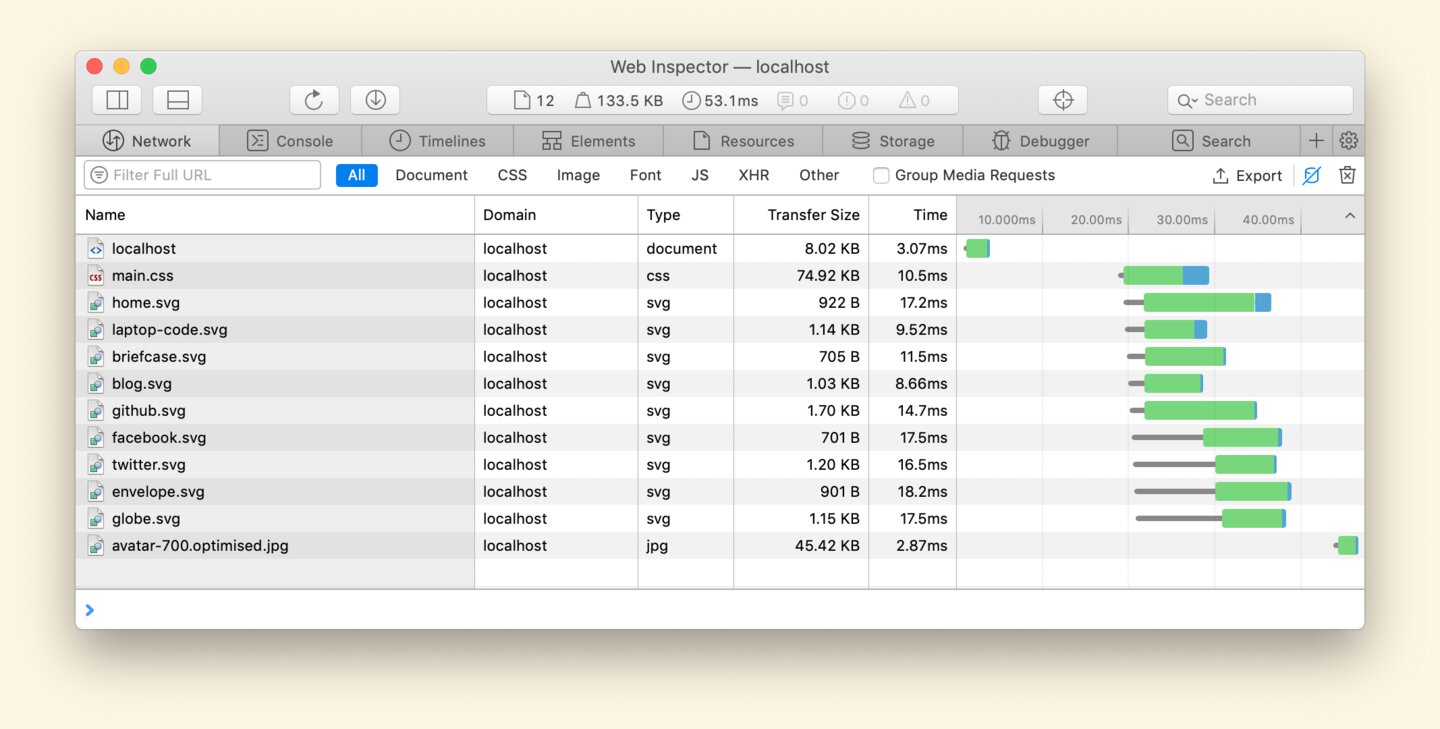 Web Inspector — localhost
12 133.5 KB 53.1ms 0 0 0 Search
Network Console Timelines Elements Resources Storage Debugger Search
Filter Full URL All Document CSS Image Font JS XHR Other Group Media Requests Export
Name Domain Type Transfer Size Time 10.000ms 20.00ms 30.00ms 40.00ms
localhost localhost document 8.02 KB 3.07ms
css main.css localhost css 74.92 KB 10.5ms
home.svg localhost svg 922 B 17.2ms
laptop-code.svg localhost svg 1.14 KB 9.52ms
briefcase.svg localhost svg 705 B 11.5ms
blog.svg localhost svg 1.03 KB 8.66ms
github.svg localhost svg 1.70 KB 14.7ms
facebook.svg localhost svg 701 B 17.5ms
twitter.svg localhost svg 1.20 KB 16.5ms
envelope.svg localhost svg 901 B 18.2ms
globe.svg localhost svg 1.15 KB 17.5ms
avatar-700.optimised.jpg localhost jpg 45.42 KB 2.87ms